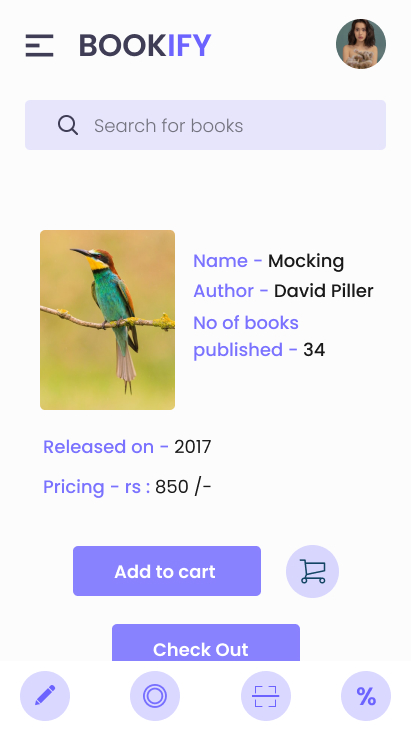 BOOKIFY
Search for books
Name - Mocking
Author - David Piller
No of books
published - 34
Released on - 2017
Pricing - rs : 850 /-
Add to cart
Check Out
%